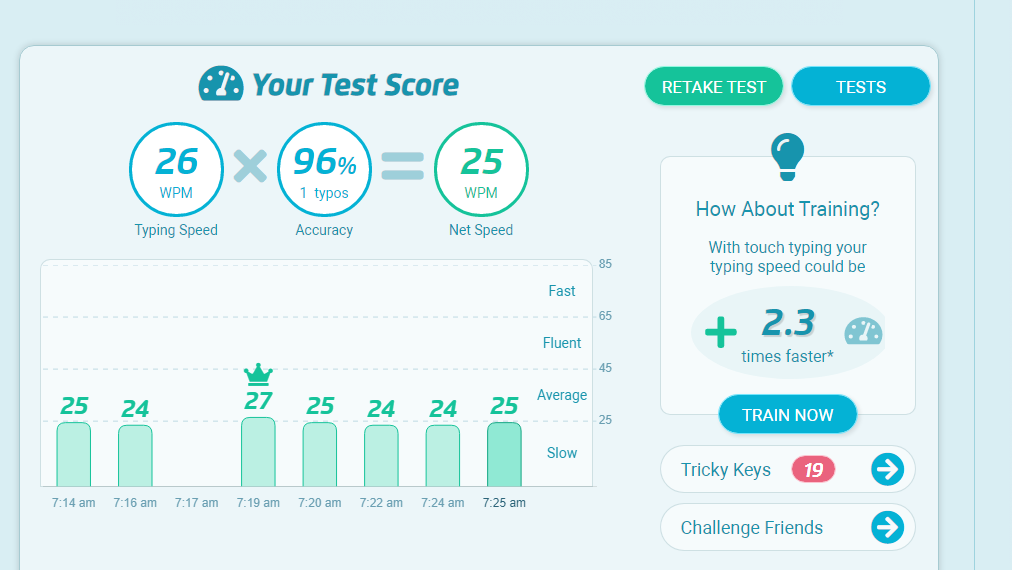 Your Test Score
RETAKE TEST
TESTS
26
WPM
Typing Speed
96%
1 typos
Accuracy
25
WPM
Net Speed
85
Fast
65
Fluent
45
Average
25
Slow
25
24
27
25
24
24
25
7:14 am
7:16 am
7:17 am
7:19 am
7:20 am
7:22 am
7:24 am
7:25 am
How About Training?
With touch typing your
typing speed could be
+ 2.3
times faster*
TRAIN NOW
Tricky Keys 19
Challenge Friends